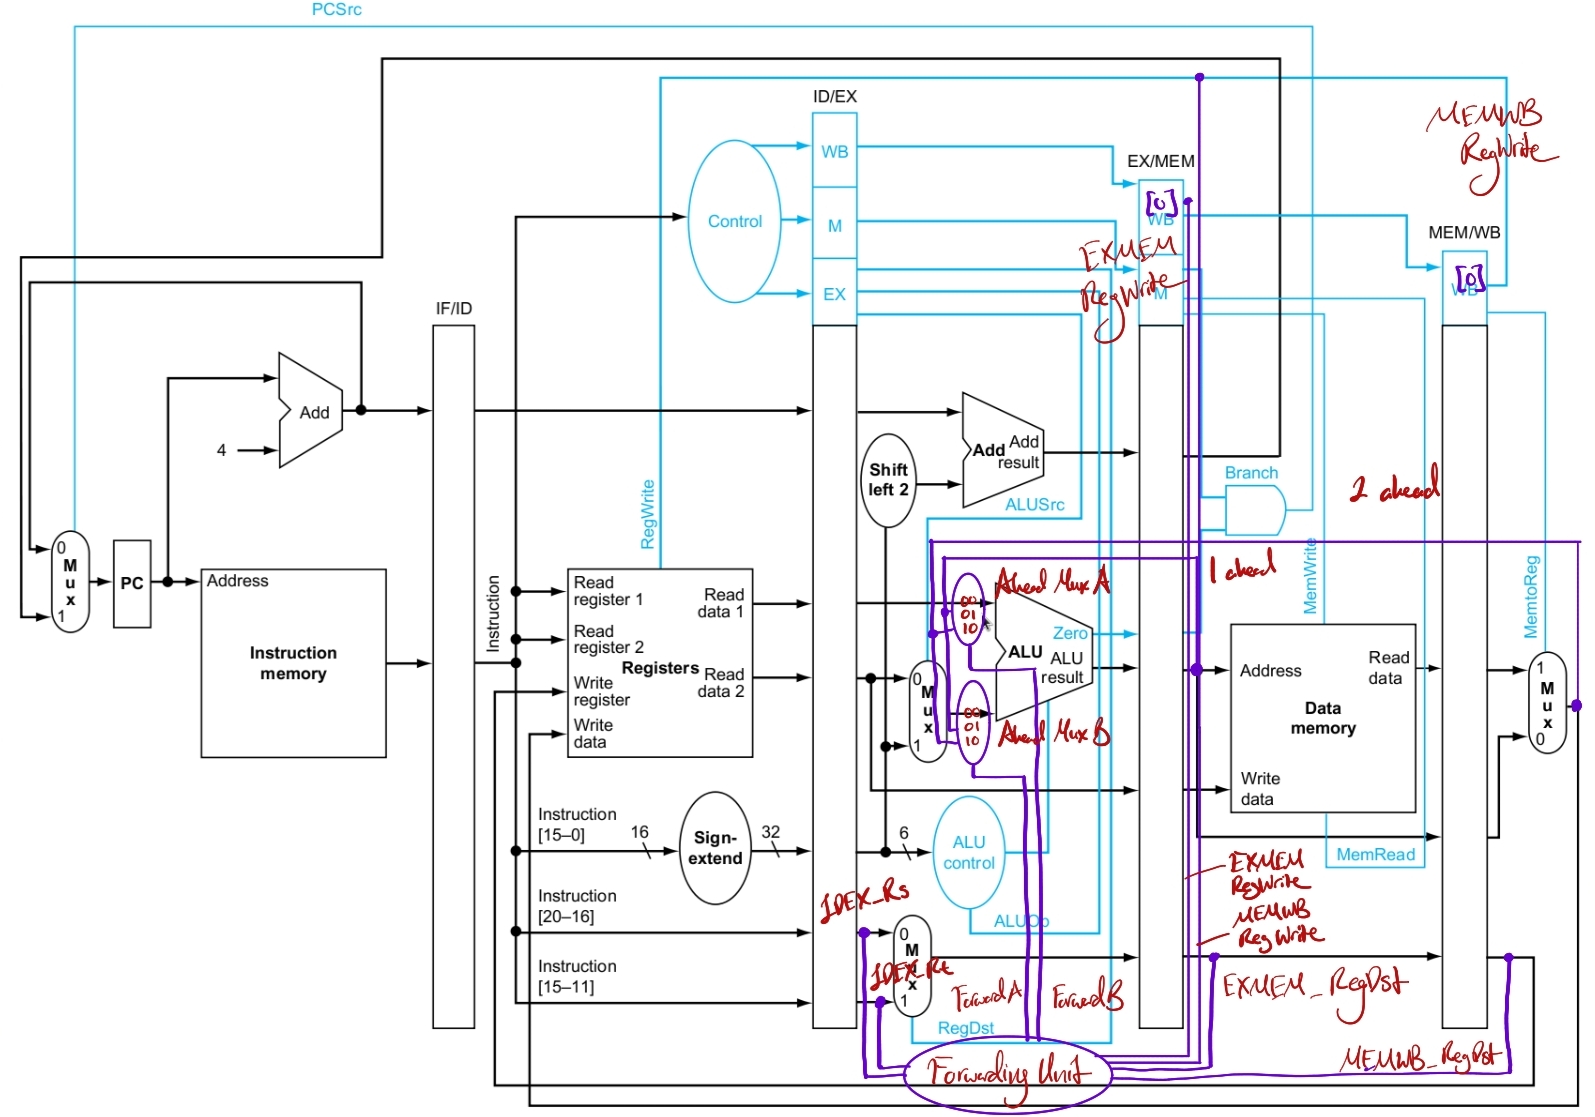 PCSrc
ID/EX
WB
M
EX
Control
EX/MEM
[0]
WB
M
EXMEM
RegWrite
MEMWB
RegWrite
MEM/WB
[0]
WB
IF/ID
Add
4
Shift
left 2
Add
Add
result
ALUSrc
Branch
2 ahead
1 ahead
MemWrite
MemtoReg
RegWrite
0
M
u
x
1
PC
Address
Instruction
memory
Instruction
Read
register 1
Read
register 2
Write
register
Write
data
Registers
Read
data 1
Read
data 2
0
M
u
x
1
00
01
10
Ahead Mux A
00
01
10
Ahead Mux B
Zero
ALU
ALU
result
Address
Read
data
Data
memory
Write
data
1
M
u
x
0
Instruction
[15–0]
16
Sign-
extend
32
6
ALU
control
ALUOp
MemRead
EXMEM
RegWrite
MEMWB
RegWrite
Instruction
[20–16]
Instruction
[15–11]
IDEX_Rs
IDEX_Rt
0
M
u
x
1
RegDst
ForwardA
ForwardB
EXMEM_RegDst
MEMWB_RegDst
Forwarding Unit